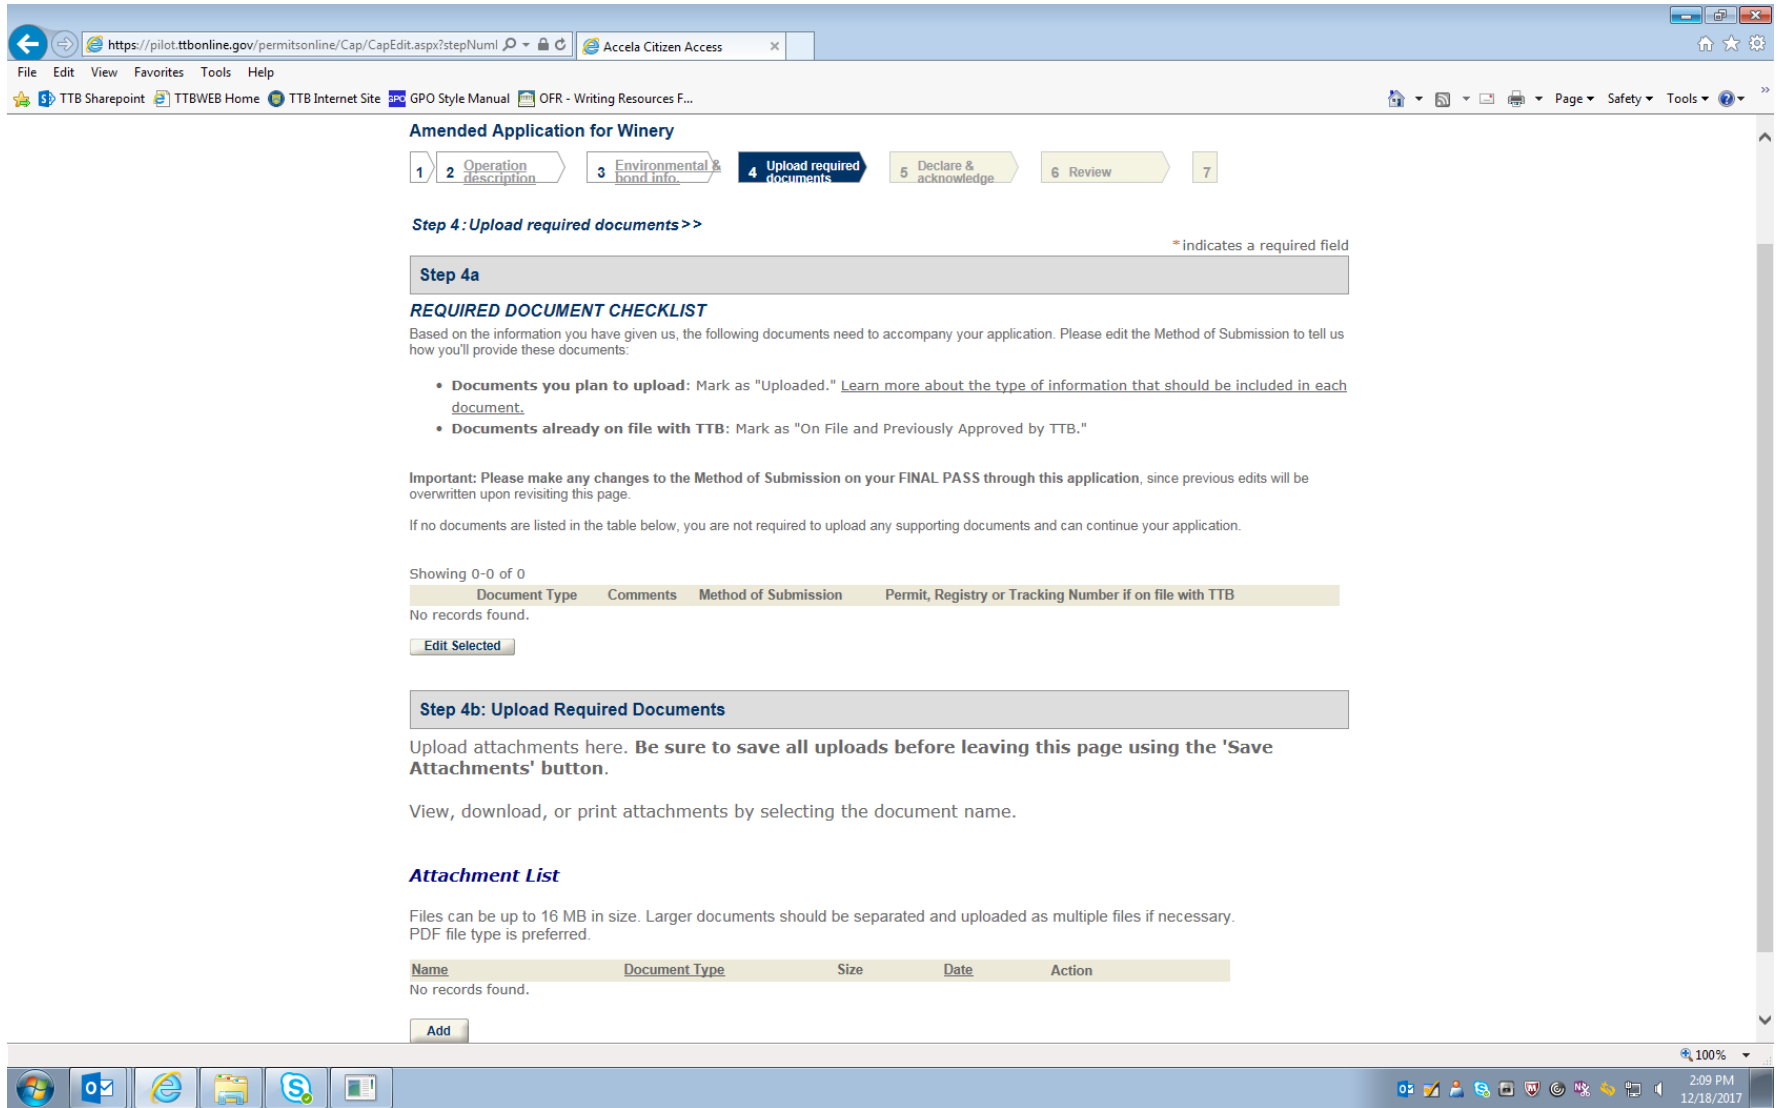 https://pilot.ttbonline.gov/permitsonline/Cap/CapEdit.aspx?stepNuml
Accela Citizen Access
File Edit View Favorites Tools Help
TTB Sharepoint TTBWEB Home TTB Internet Site GPO GPO Style Manual OFR - Writing Resources F...
Page Safety Tools
Amended Application for Winery
1 2 Operation description 3 Environmental & bond info. 4 Upload required documents 5 Declare & acknowledge 6 Review 7
Step 4: Upload required documents>>
*indicates a required field
Step 4a
REQUIRED DOCUMENT CHECKLIST
Based on the information you have given us, the following documents need to accompany your application. Please edit the Method of Submission to tell us
how you'll provide these documents:
• Documents you plan to upload: Mark as "Uploaded." Learn more about the type of information that should be included in each
document.
• Documents already on file with TTB: Mark as "On File and Previously Approved by TTB."
Important: Please make any changes to the Method of Submission on your FINAL PASS through this application, since previous edits will be
overwritten upon revisiting this page.
If no documents are listed in the table below, you are not required to upload any supporting documents and can continue your application.
Showing 0-0 of 0
Document Type Comments Method of Submission Permit, Registry or Tracking Number if on file with TTB
No records found.
Edit Selected
Step 4b: Upload Required Documents
Upload attachments here. Be sure to save all uploads before leaving this page using the 'Save
Attachments' button.
View, download, or print attachments by selecting the document name.
Attachment List
Files can be up to 16 MB in size. Larger documents should be separated and uploaded as multiple files if necessary.
PDF file type is preferred.
Name Document Type Size Date Action
No records found.
Add
100%
2:09 PM
12/18/2017